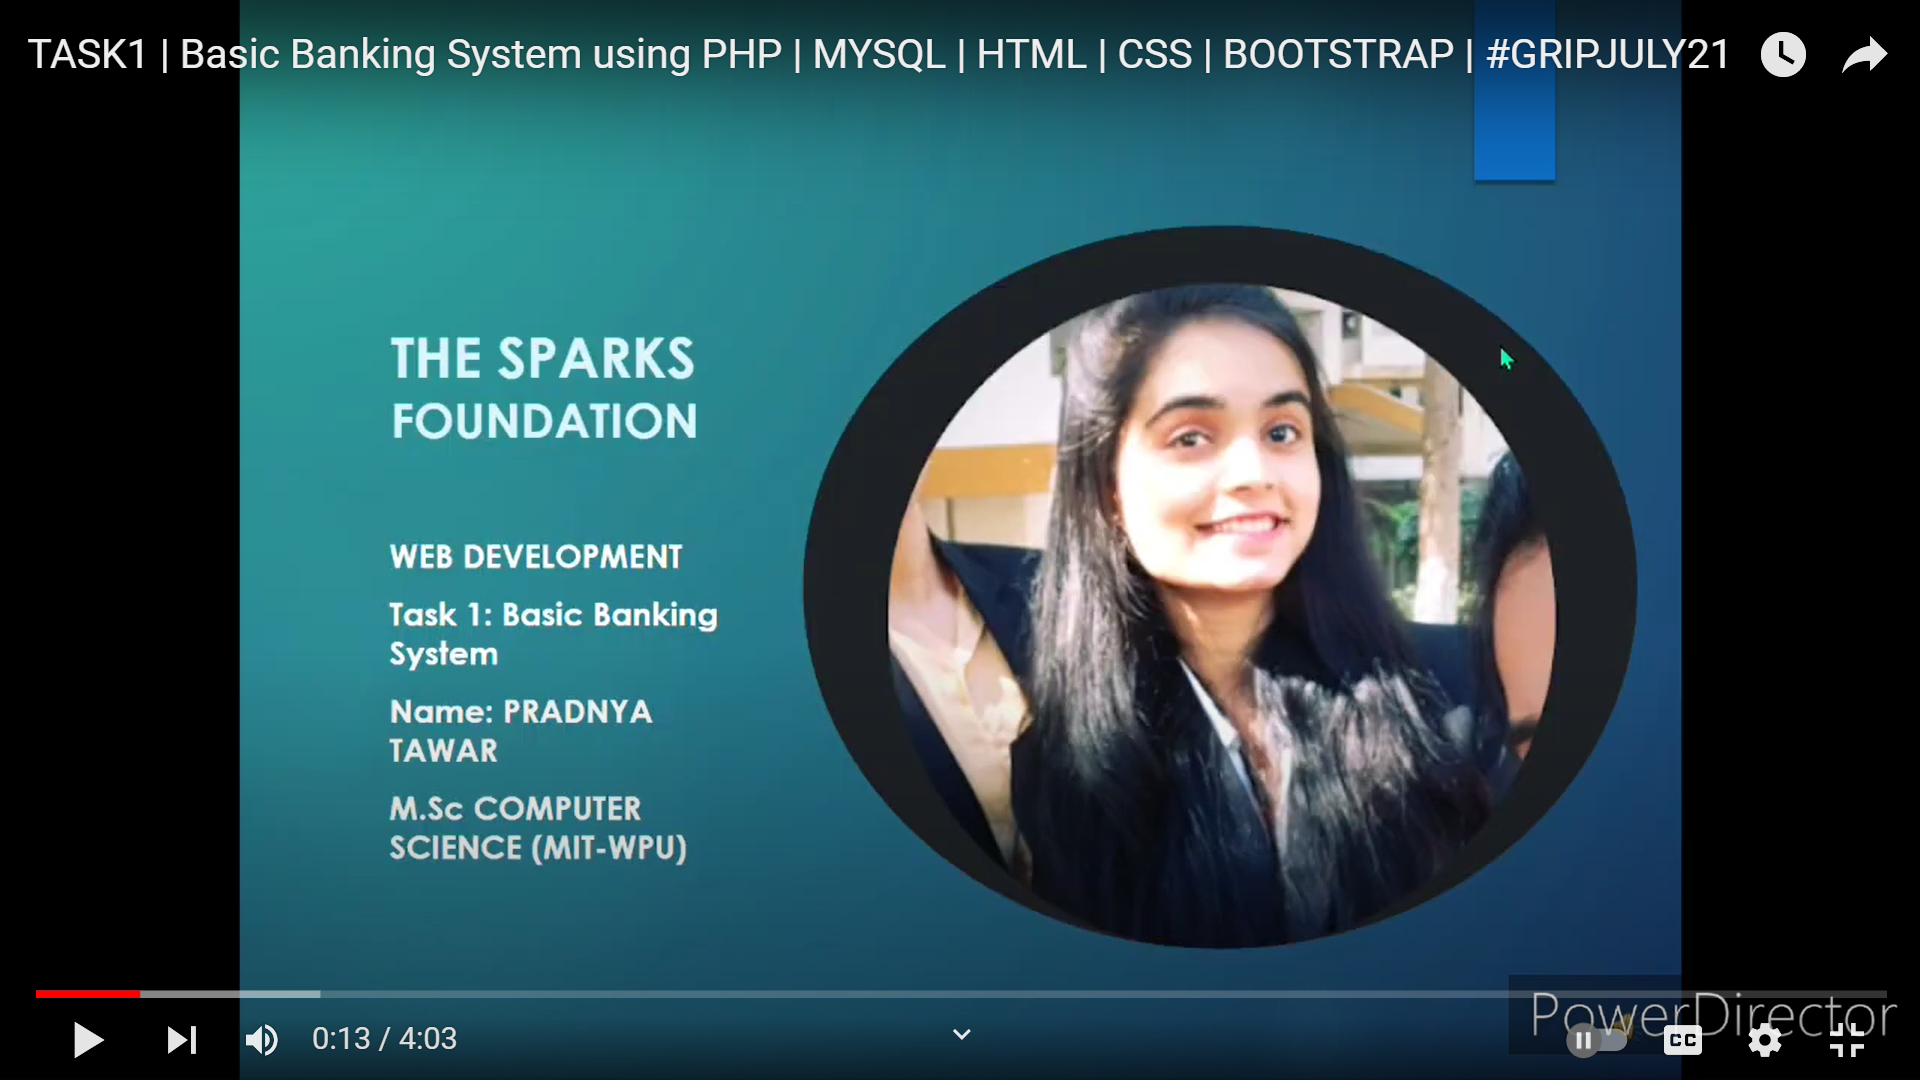 TASK1 | Basic Banking System using PHP | MYSQL | HTML | CSS | BOOTSTRAP | #GRIPJULY21
THE SPARKS
FOUNDATION
WEB DEVELOPMENT
Task 1: Basic Banking
System
Name: PRADNYA
TAWAR
M.Sc COMPUTER
SCIENCE (MIT-WPU)
PowerDirector
0:13 / 4:03
CC